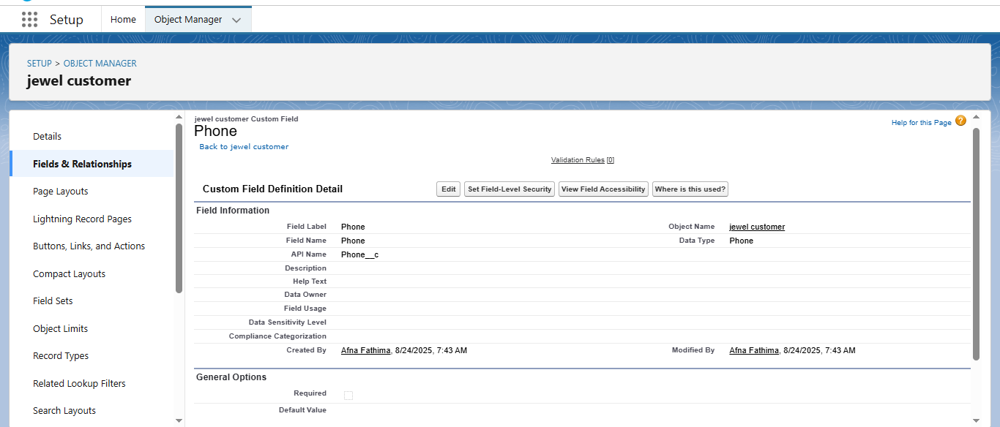 Setup
Home
Object Manager
SETUP > OBJECT MANAGER
jewel customer
Details
Fields & Relationships
Page Layouts
Lightning Record Pages
Buttons, Links, and Actions
Compact Layouts
Field Sets
Object Limits
Record Types
Related Lookup Filters
Search Layouts
jewel customer Custom Field
Phone
Back to jewel customer
Help for this Page ?
Validation Rules [0]
Custom Field Definition Detail
Edit
Set Field-Level Security
View Field Accessibility
Where is this used?
Field Information
Field Label Phone Object Name jewel customer
Field Name Phone Data Type Phone
API Name Phone__c
Description
Help Text
Data Owner
Field Usage
Data Sensitivity Level
Compliance Categorization
Created By Afna Fathima, 8/24/2025, 7:43 AM Modified By Afna Fathima, 8/24/2025, 7:43 AM
General Options
Required
Default Value